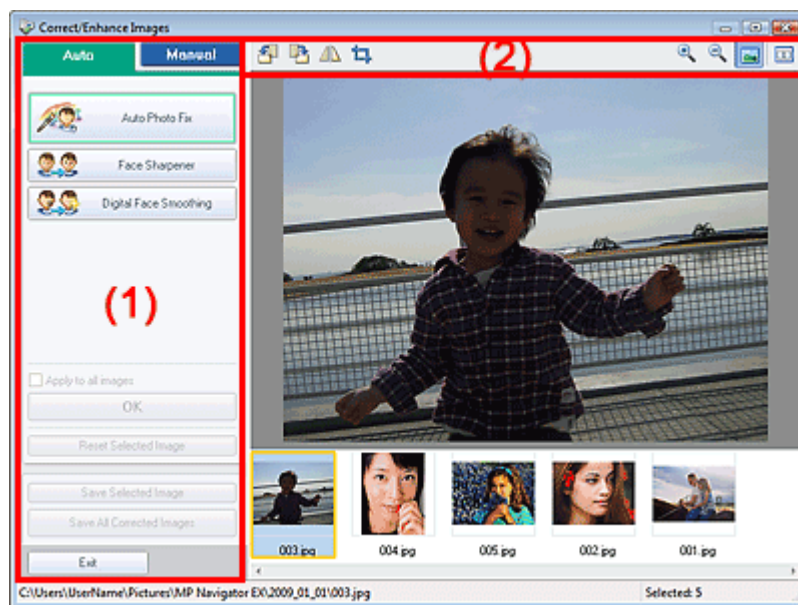 Correct/Enhance Images
Auto
Manual
(2)
Auto Photo Fix
Face Sharpener
Digital Face Smoothing
(1)
Apply to all images
OK
Reset Selected Image
Save Selected Image
Save All Corrected Images
Exit
003.jpg
004.jpg
005.jpg
002.jpg
001.jpg
C:\Users\UserName\Pictures\MP Navigator EX\2009_01_01\003.jpg
Selected: 5